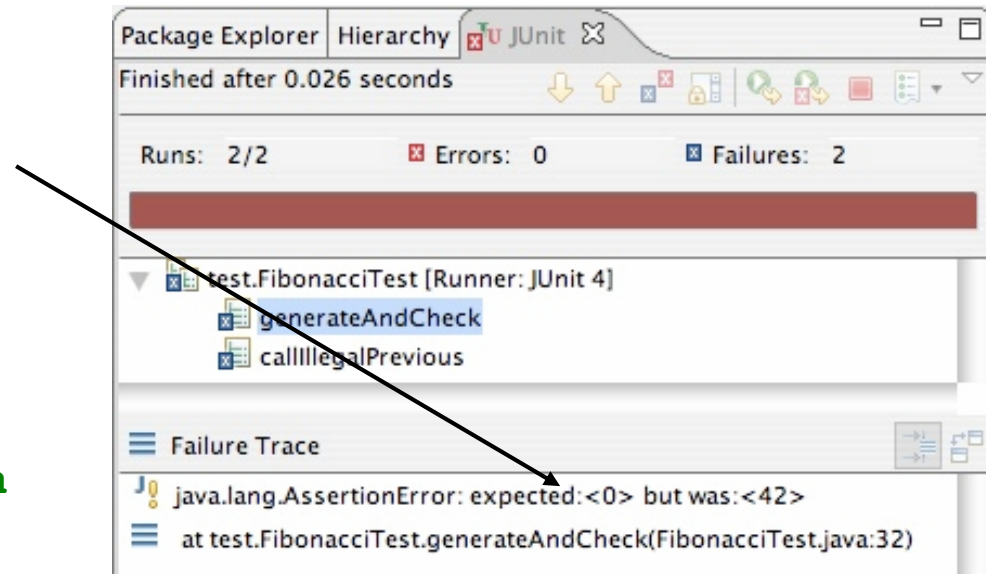 Package Explorer Hierarchy JU JUnit
Finished after 0.026 seconds
Runs: 2/2 Errors: 0 Failures: 2
test.FibonacciTest [Runner: JUnit 4]
generateAndCheck
callIllegalPrevious
Failure Trace
java.lang.AssertionError: expected:<0> but was:<42>
at test.FibonacciTest.generateAndCheck(FibonacciTest.java:32)